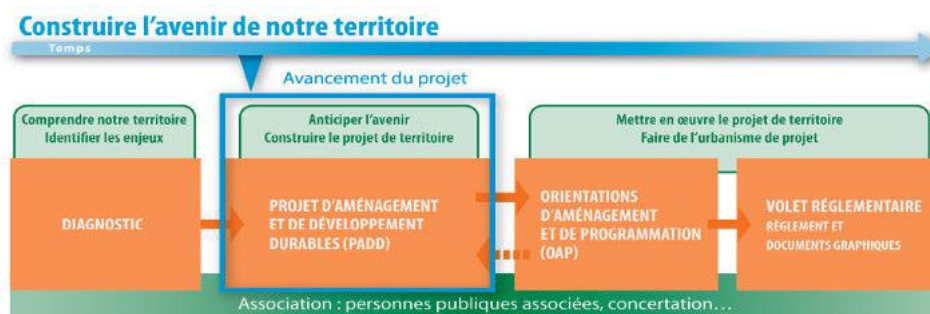 Construire l'avenir de notre territoire
Temps
Avancement du projet
Comprendre notre territoire
Identifier les enjeux
Anticiper l'avenir
Construire le projet de territoire
Mettre en œuvre le projet de territoire
Faire de l'urbanisme de projet
DIAGNOSTIC
PROJET D'AMÉNAGEMENT
ET DE DÉVELOPPEMENT
DURABLES (PADD)
ORIENTATIONS
D'AMÉNAGEMENT
ET DE PROGRAMMATION
(OAP)
VOLET RÉGLEMENTAIRE
RÈGLEMENT ET
DOCUMENTS GRAPHIQUES
Association : personnes publiques associées, concertation...